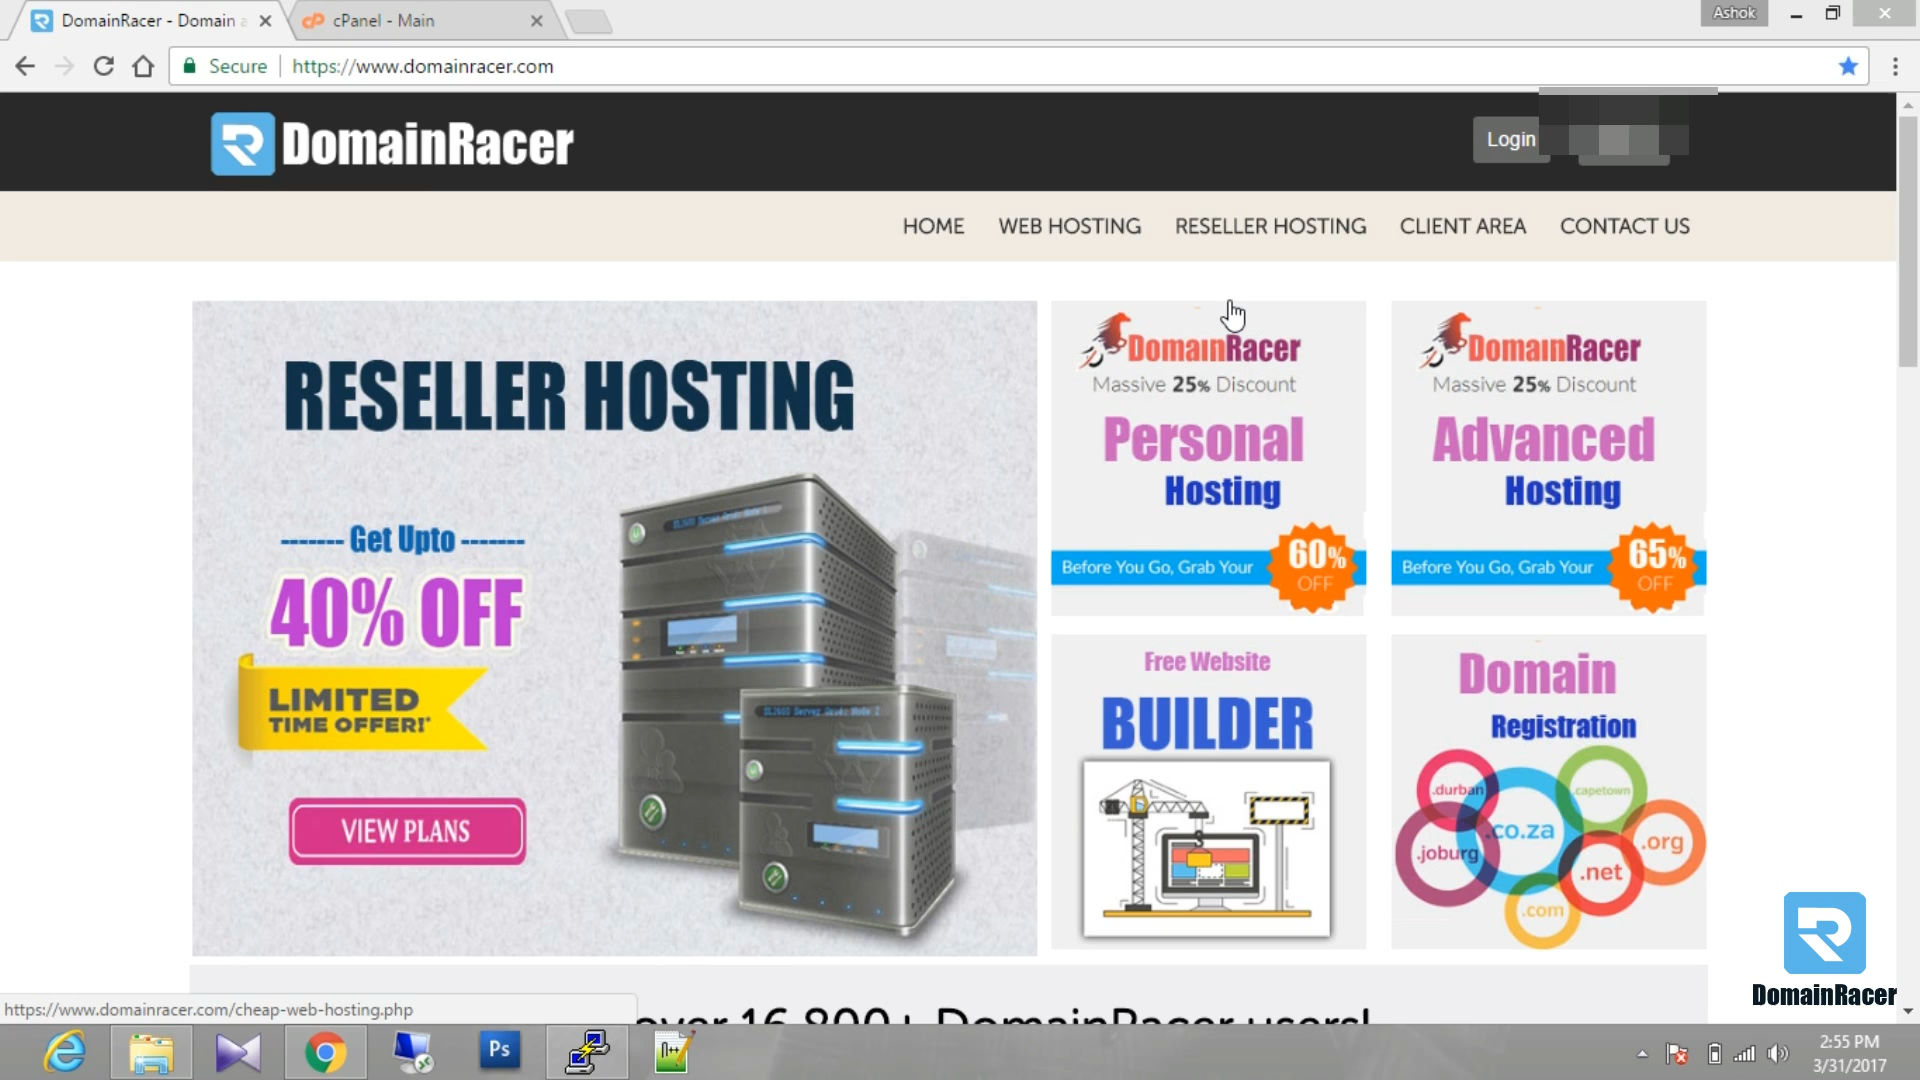 DomainRacer - Domain a
cPanel - Main
Ashok
Secure
https://www.domainracer.com
DomainRacer
Login
HOME
WEB HOSTING
RESELLER HOSTING
CLIENT AREA
CONTACT US
RESELLER HOSTING
------- Get Upto -------
40% OFF
LIMITED
TIME OFFER!*
VIEW PLANS
DomainRacer
Massive 25% Discount
Personal
Hosting
Before You Go, Grab Your
60%
OFF
DomainRacer
Massive 25% Discount
Advanced
Hosting
Before You Go, Grab Your
65%
OFF
Free Website
BUILDER
Domain
Registration
.durban
.capetown
.co.za
.joburg
.org
.net
.com
DomainRacer
https://www.domainracer.com/cheap-web-hosting.php
over 16,800+ DomainRacer users!
Ps
2:55 PM
3/31/2017